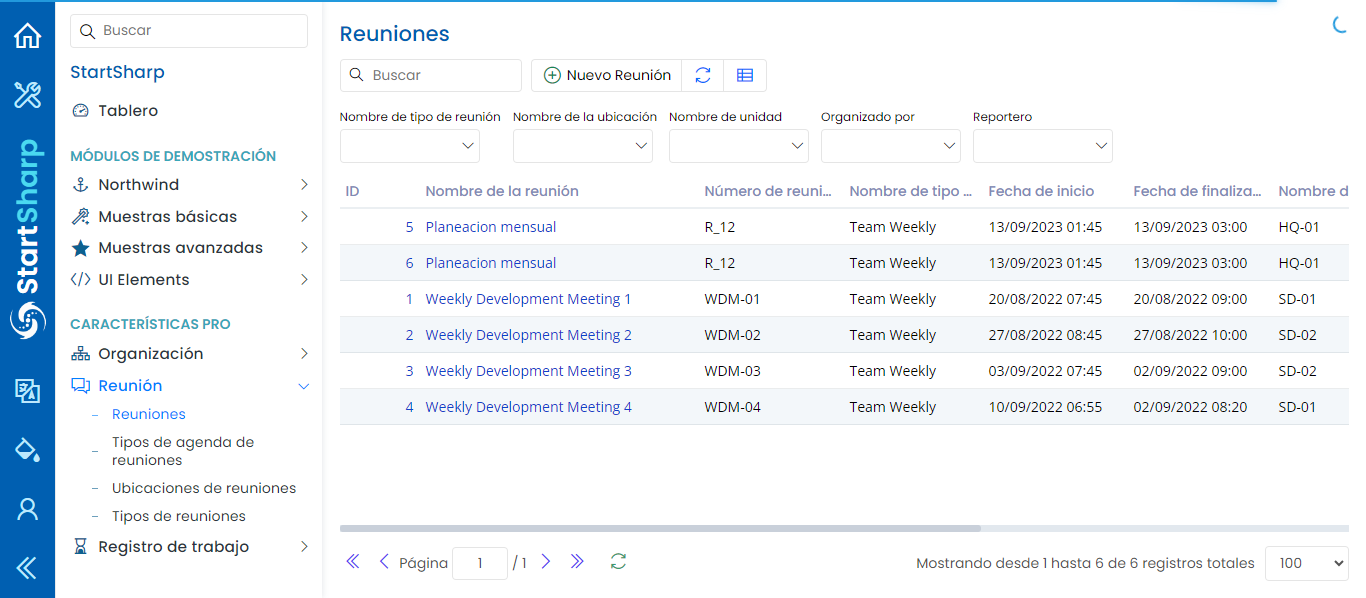 StartSharp
Buscar
StartSharp
Tablero
MÓDULOS DE DEMOSTRACIÓN
Northwind
Muestras básicas
Muestras avanzadas
UI Elements
CARACTERÍSTICAS PRO
Organización
Reunión
Reuniones
Tipos de agenda de
reuniones
Ubicaciones de reuniones
Tipos de reuniones
Registro de trabajo
Reuniones
Buscar
Nuevo Reunión
Nombre de tipo de reunión Nombre de la ubicación Nombre de unidad Organizado por Reportero
ID Nombre de la reunión Número de reuni... Nombre de tipo ... Fecha de inicio Fecha de finaliza... Nombre d
5 Planeacion mensual R_12 Team Weekly 13/09/2023 01:45 13/09/2023 03:00 HQ-01
6 Planeacion mensual R_12 Team Weekly 13/09/2023 01:45 13/09/2023 03:00 HQ-01
1 Weekly Development Meeting 1 WDM-01 Team Weekly 20/08/2022 07:45 20/08/2022 09:00 SD-01
2 Weekly Development Meeting 2 WDM-02 Team Weekly 27/08/2022 08:45 27/08/2022 10:00 SD-02
3 Weekly Development Meeting 3 WDM-03 Team Weekly 03/09/2022 07:45 02/09/2022 09:00 SD-02
4 Weekly Development Meeting 4 WDM-04 Team Weekly 10/09/2022 06:55 02/09/2022 08:20 SD-01
Página 1 / 1 Mostrando desde 1 hasta 6 de 6 registros totales 100